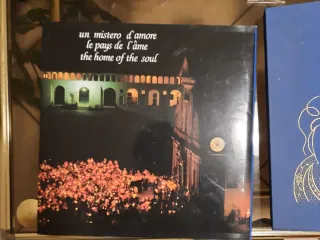 un mistero d'amore
le pays de l'âme
the home of the soul